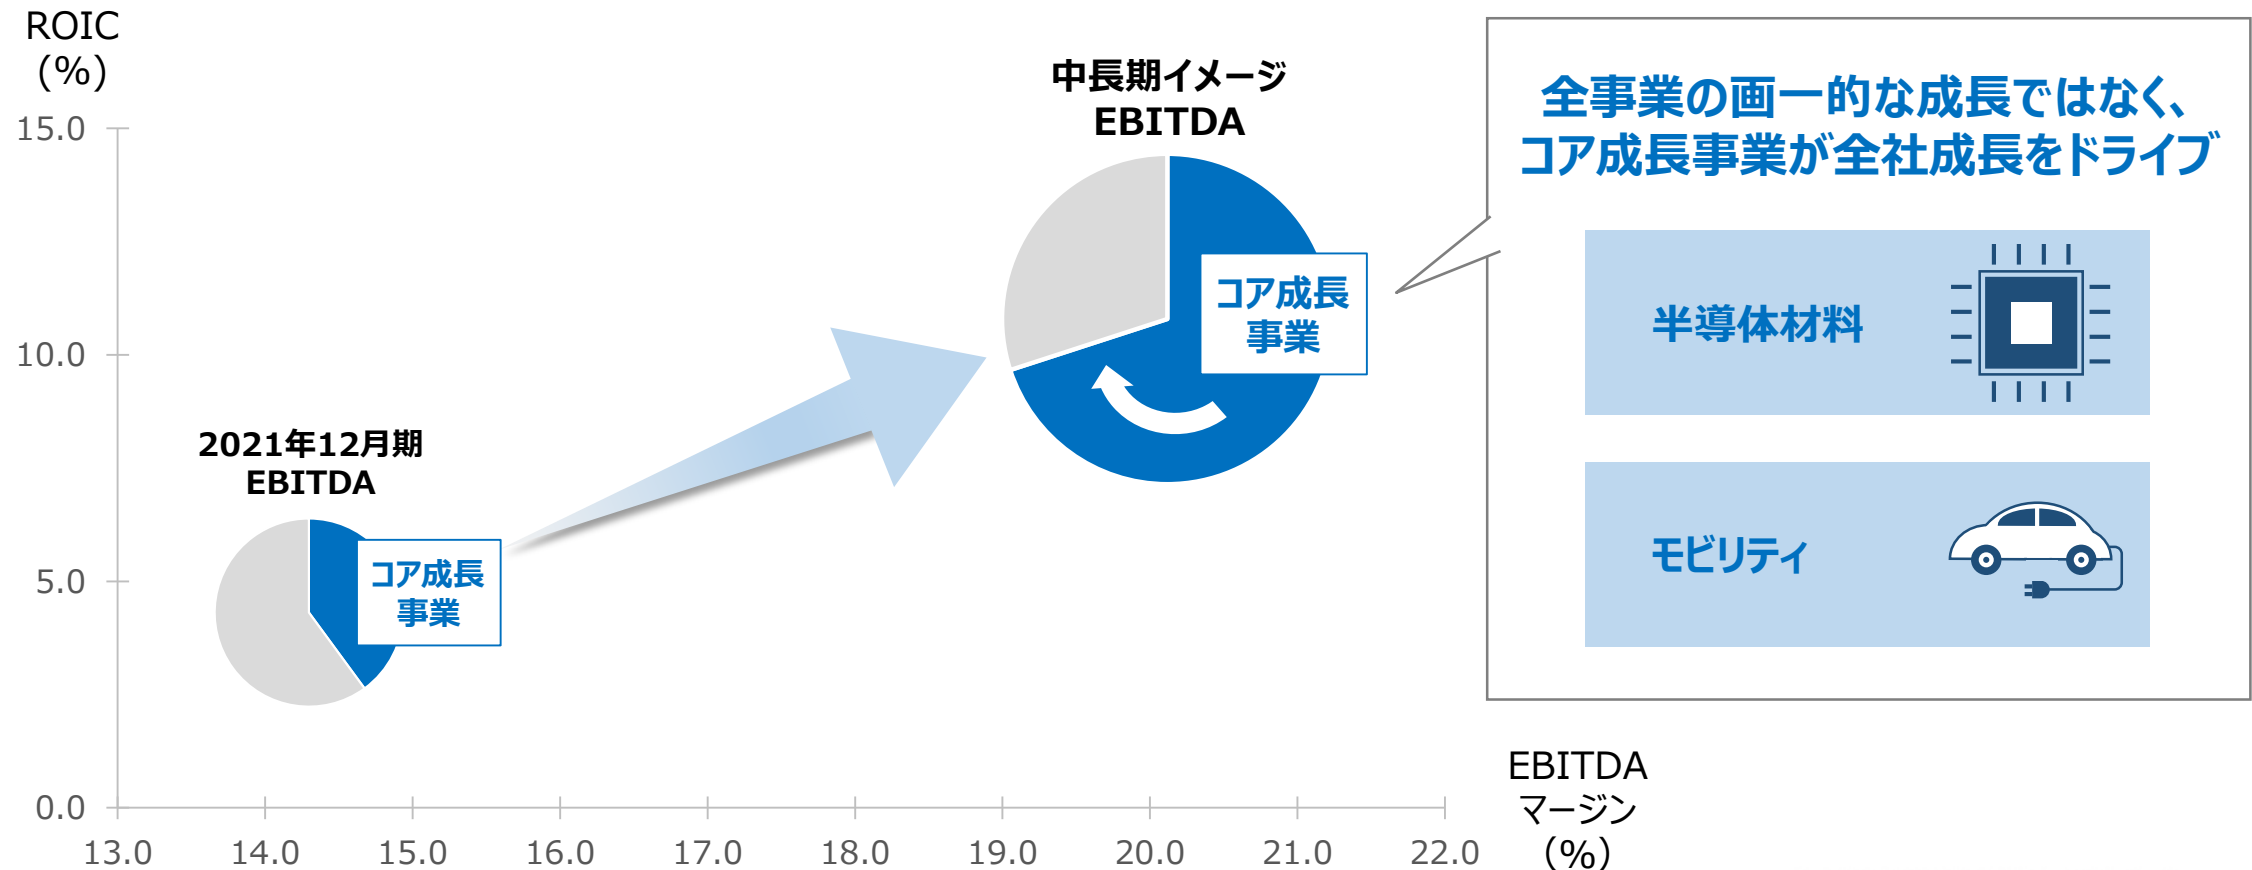 ROIC
(%)
15.0
10.0
5.0
0.0
13.0 14.0 15.0 16.0 17.0 18.0 19.0 20.0 21.0 22.0
EBITDA
マージン
(%)
2021年12月期
EBITDA
コア成長
事業
中長期イメージ
EBITDA
コア成長
事業
全事業の画一的な成長ではなく、
コア成長事業が全社成長をドライブ
半導体材料
モビリティ